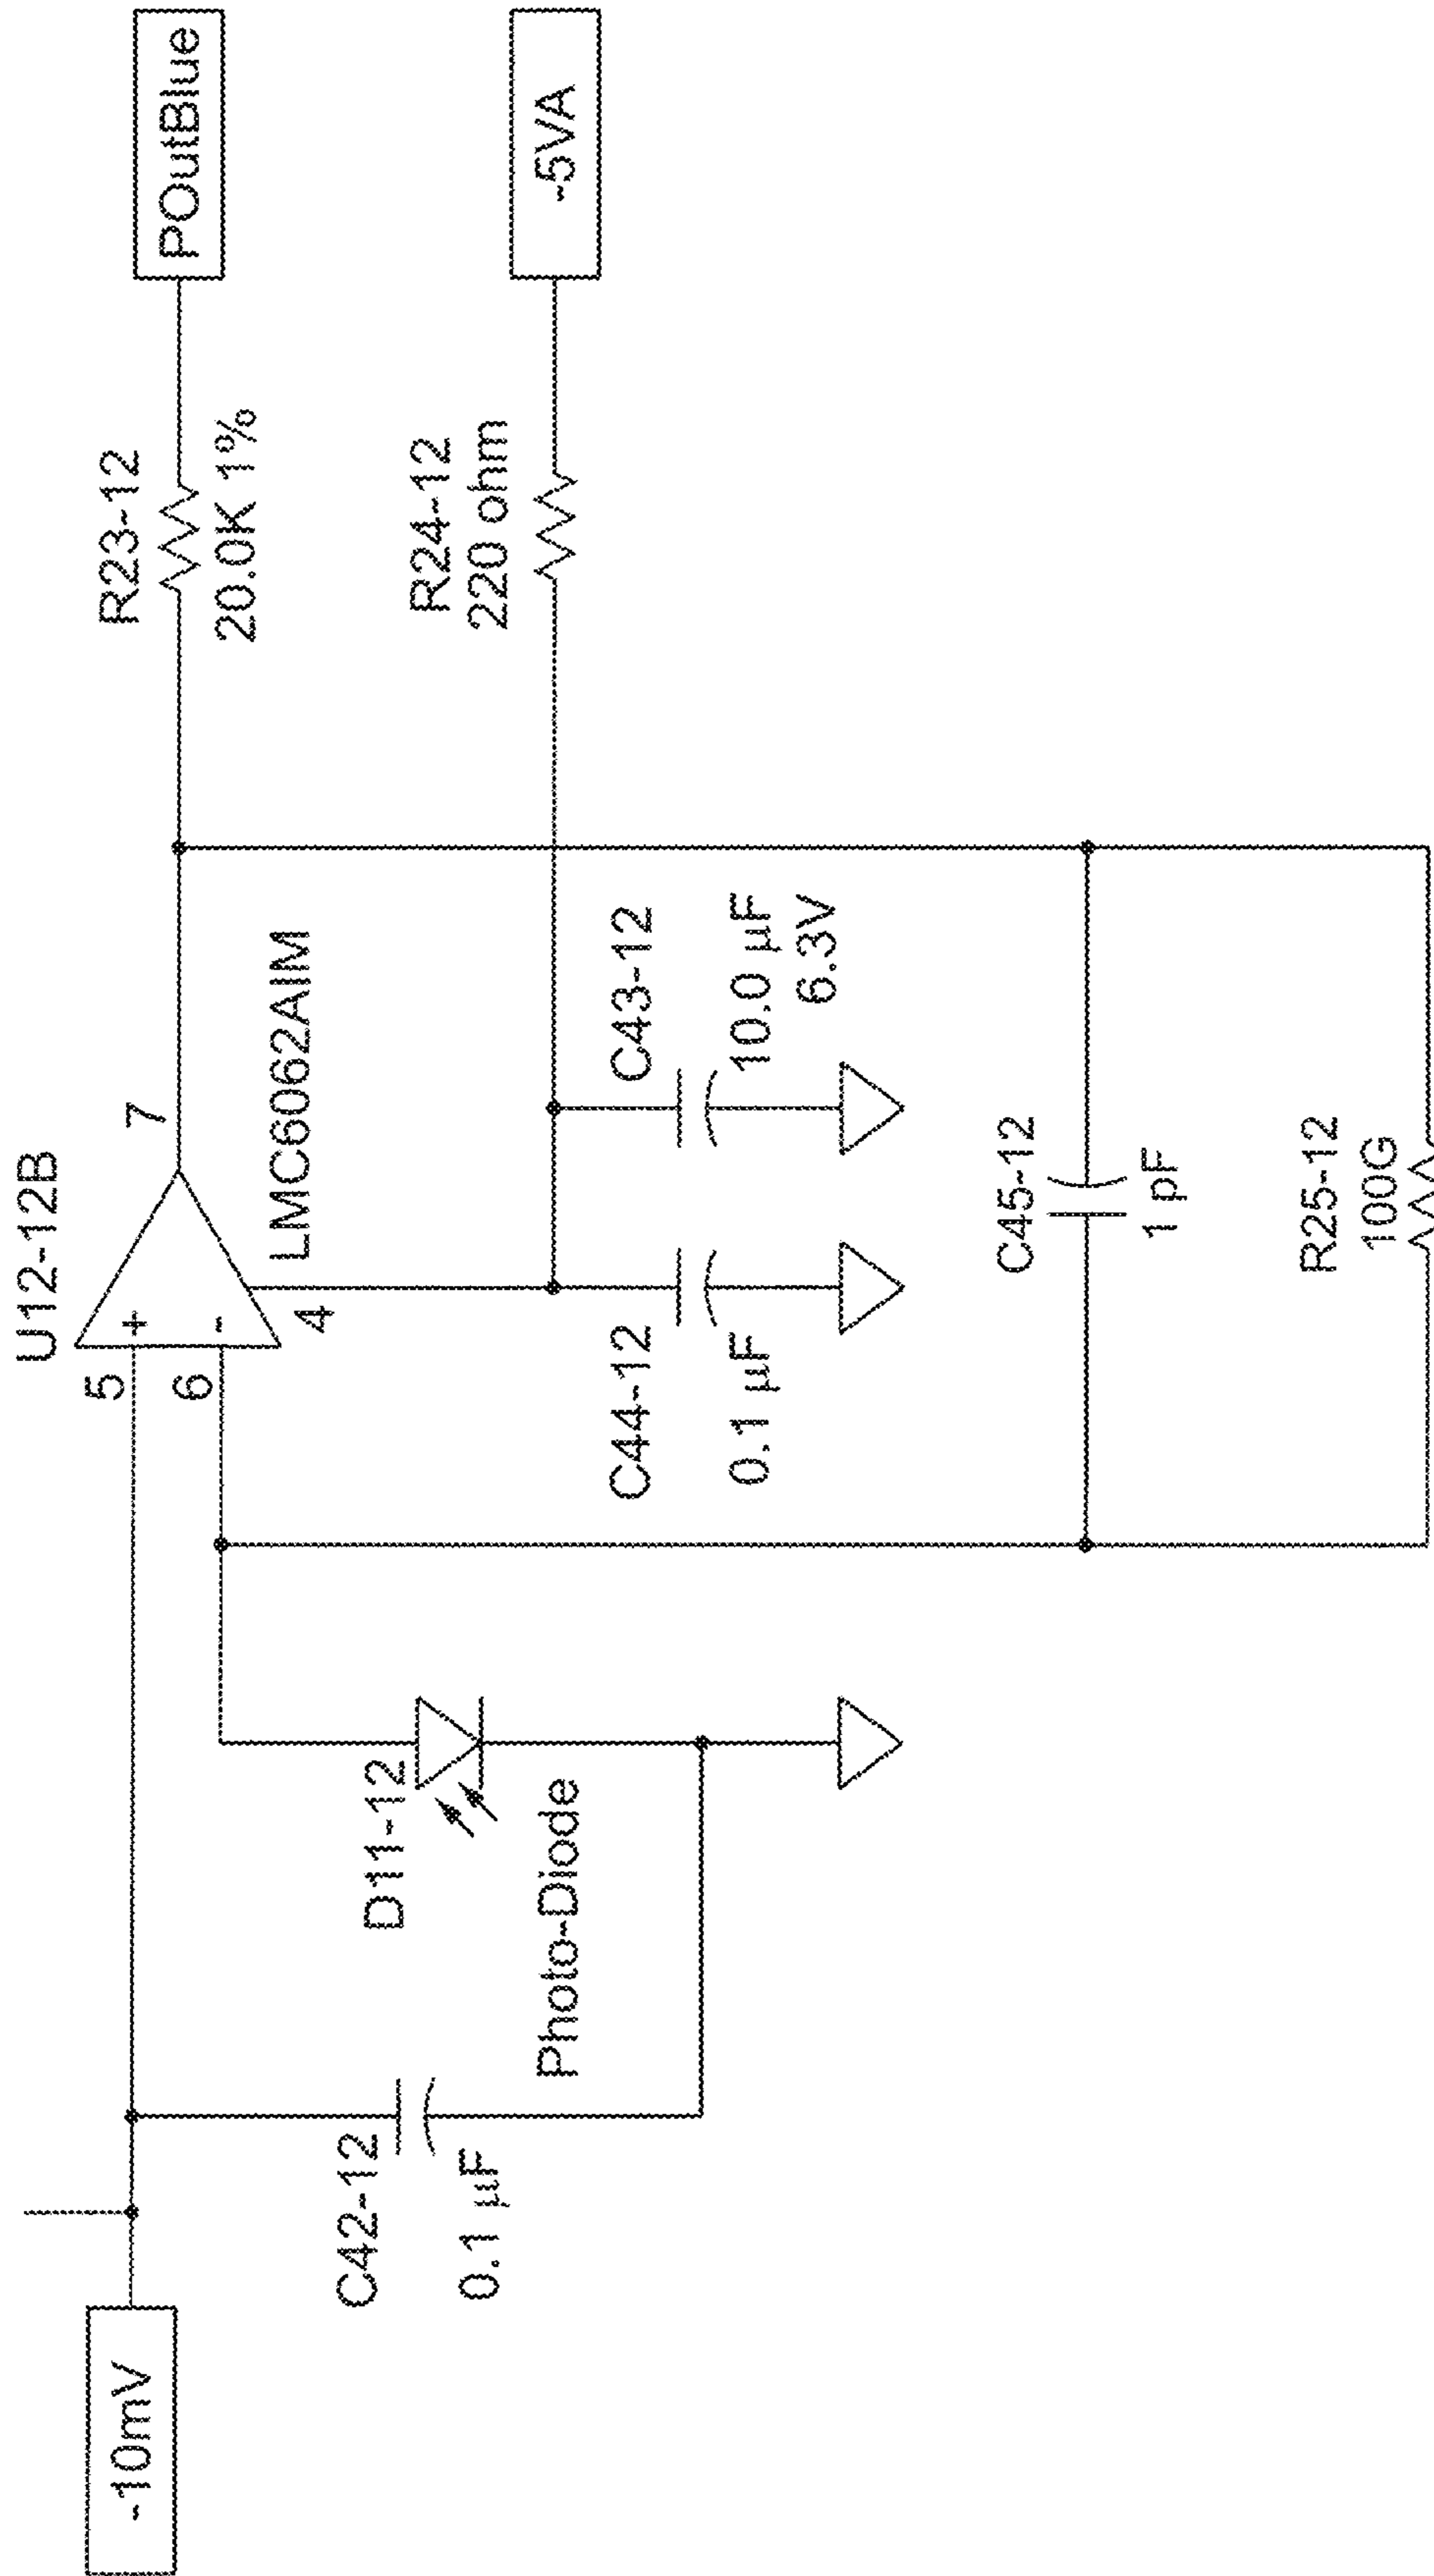 -10mV
C42-12
0.1 µF
D11-12
Photo-Diode
U12-12B
5
+
6
-
7
4
LMC6062AIM
C44-12
0.1 µF
C43-12
10.0 µF
6.3V
C45-12
1 pF
R25-12
100G
R23-12
20.0K 1%
R24-12
220 ohm
POutBlue
-5VA